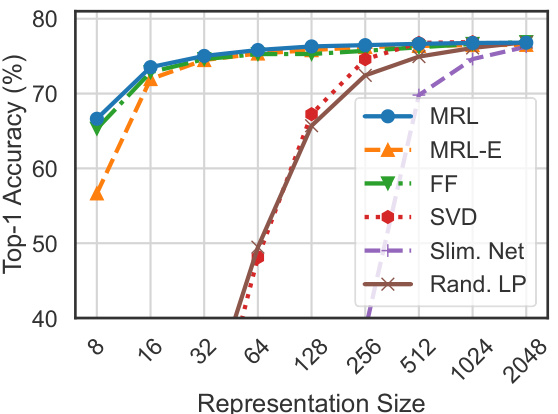 80
70
60
50
40
Top-1 Accuracy (%)
MRL
MRL-E
FF
SVD
Slim. Net
Rand. LP
8 16 32 64 128 256 512 1024 2048
Representation Size